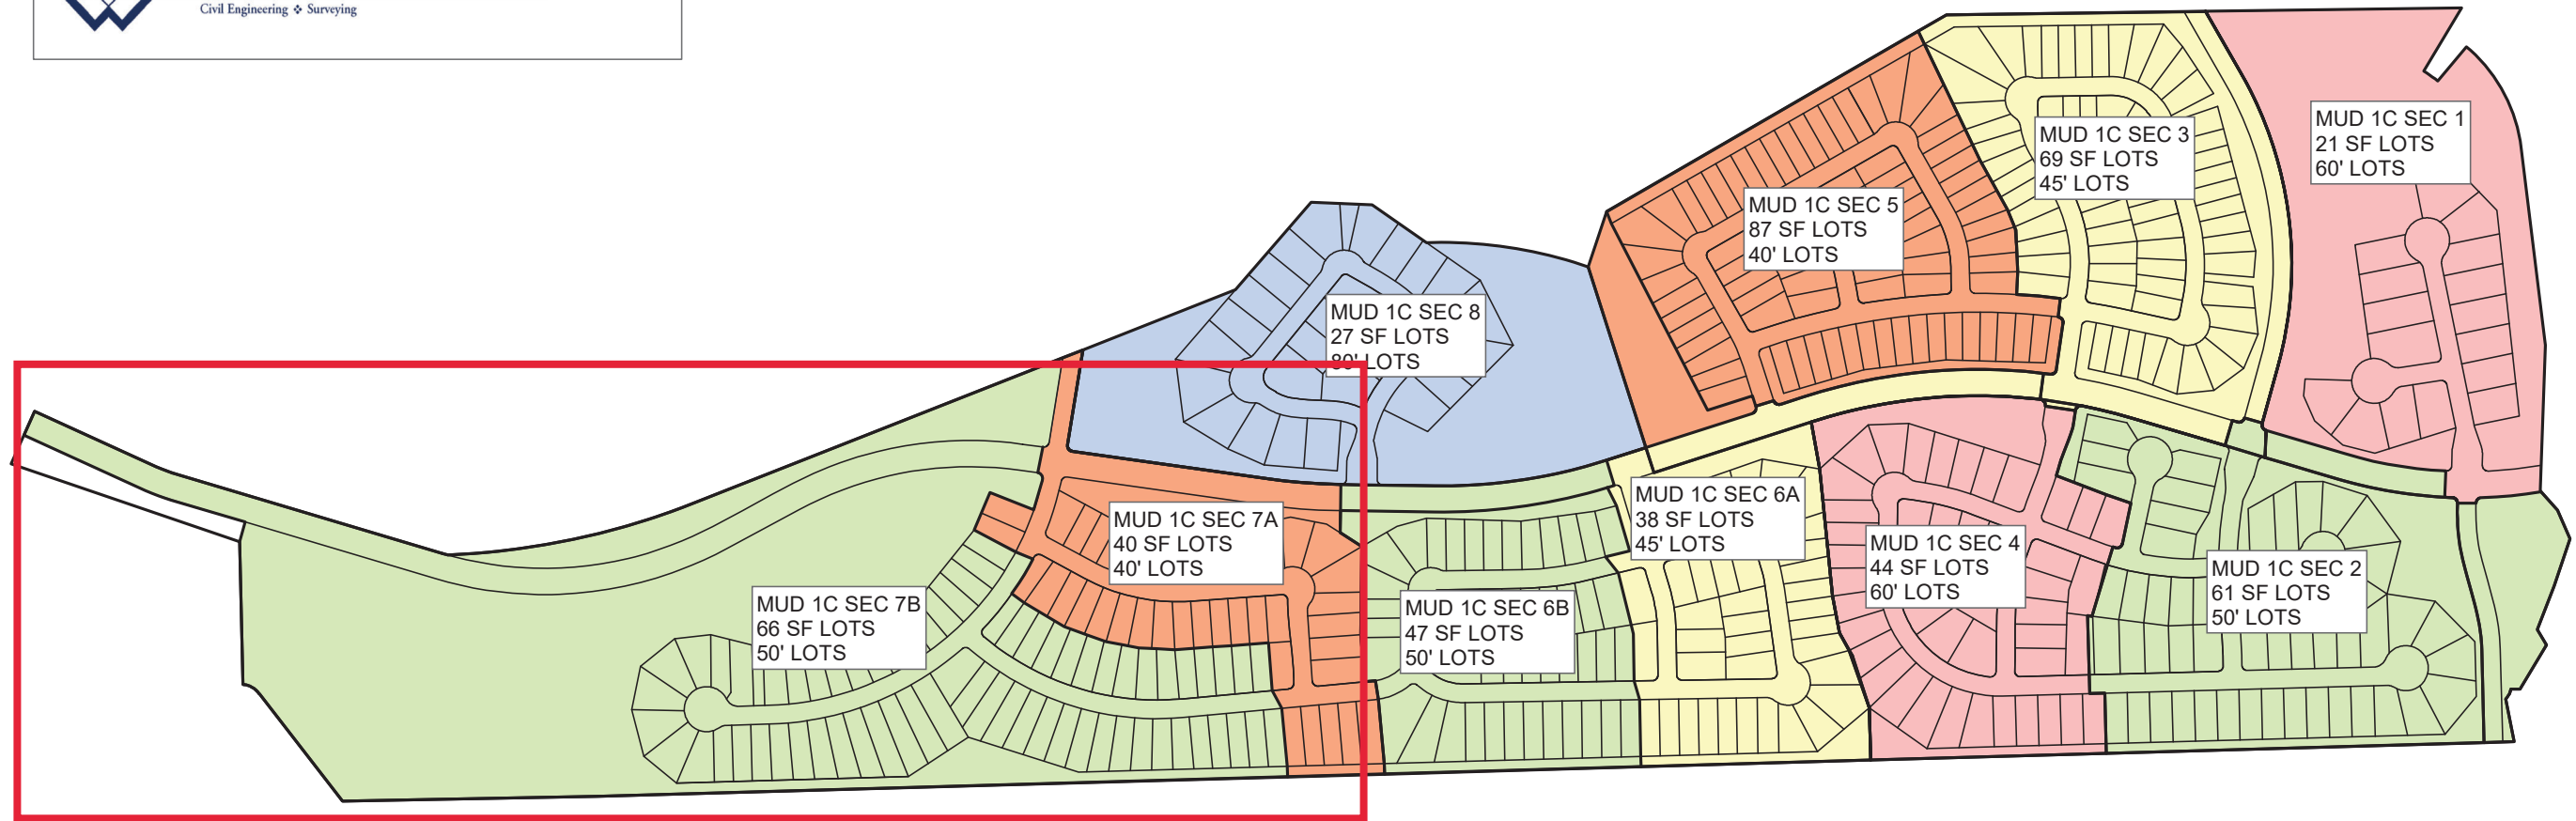 Civil Engineering ❖ Surveying
MUD 1C SEC 1
21 SF LOTS
60' LOTS
MUD 1C SEC 3
69 SF LOTS
45' LOTS
MUD 1C SEC 5
87 SF LOTS
40' LOTS
MUD 1C SEC 8
27 SF LOTS
80' LOTS
MUD 1C SEC 6A
38 SF LOTS
45' LOTS
MUD 1C SEC 7A
40 SF LOTS
40' LOTS
MUD 1C SEC 4
44 SF LOTS
60' LOTS
MUD 1C SEC 2
61 SF LOTS
50' LOTS
MUD 1C SEC 7B
66 SF LOTS
50' LOTS
MUD 1C SEC 6B
47 SF LOTS
50' LOTS